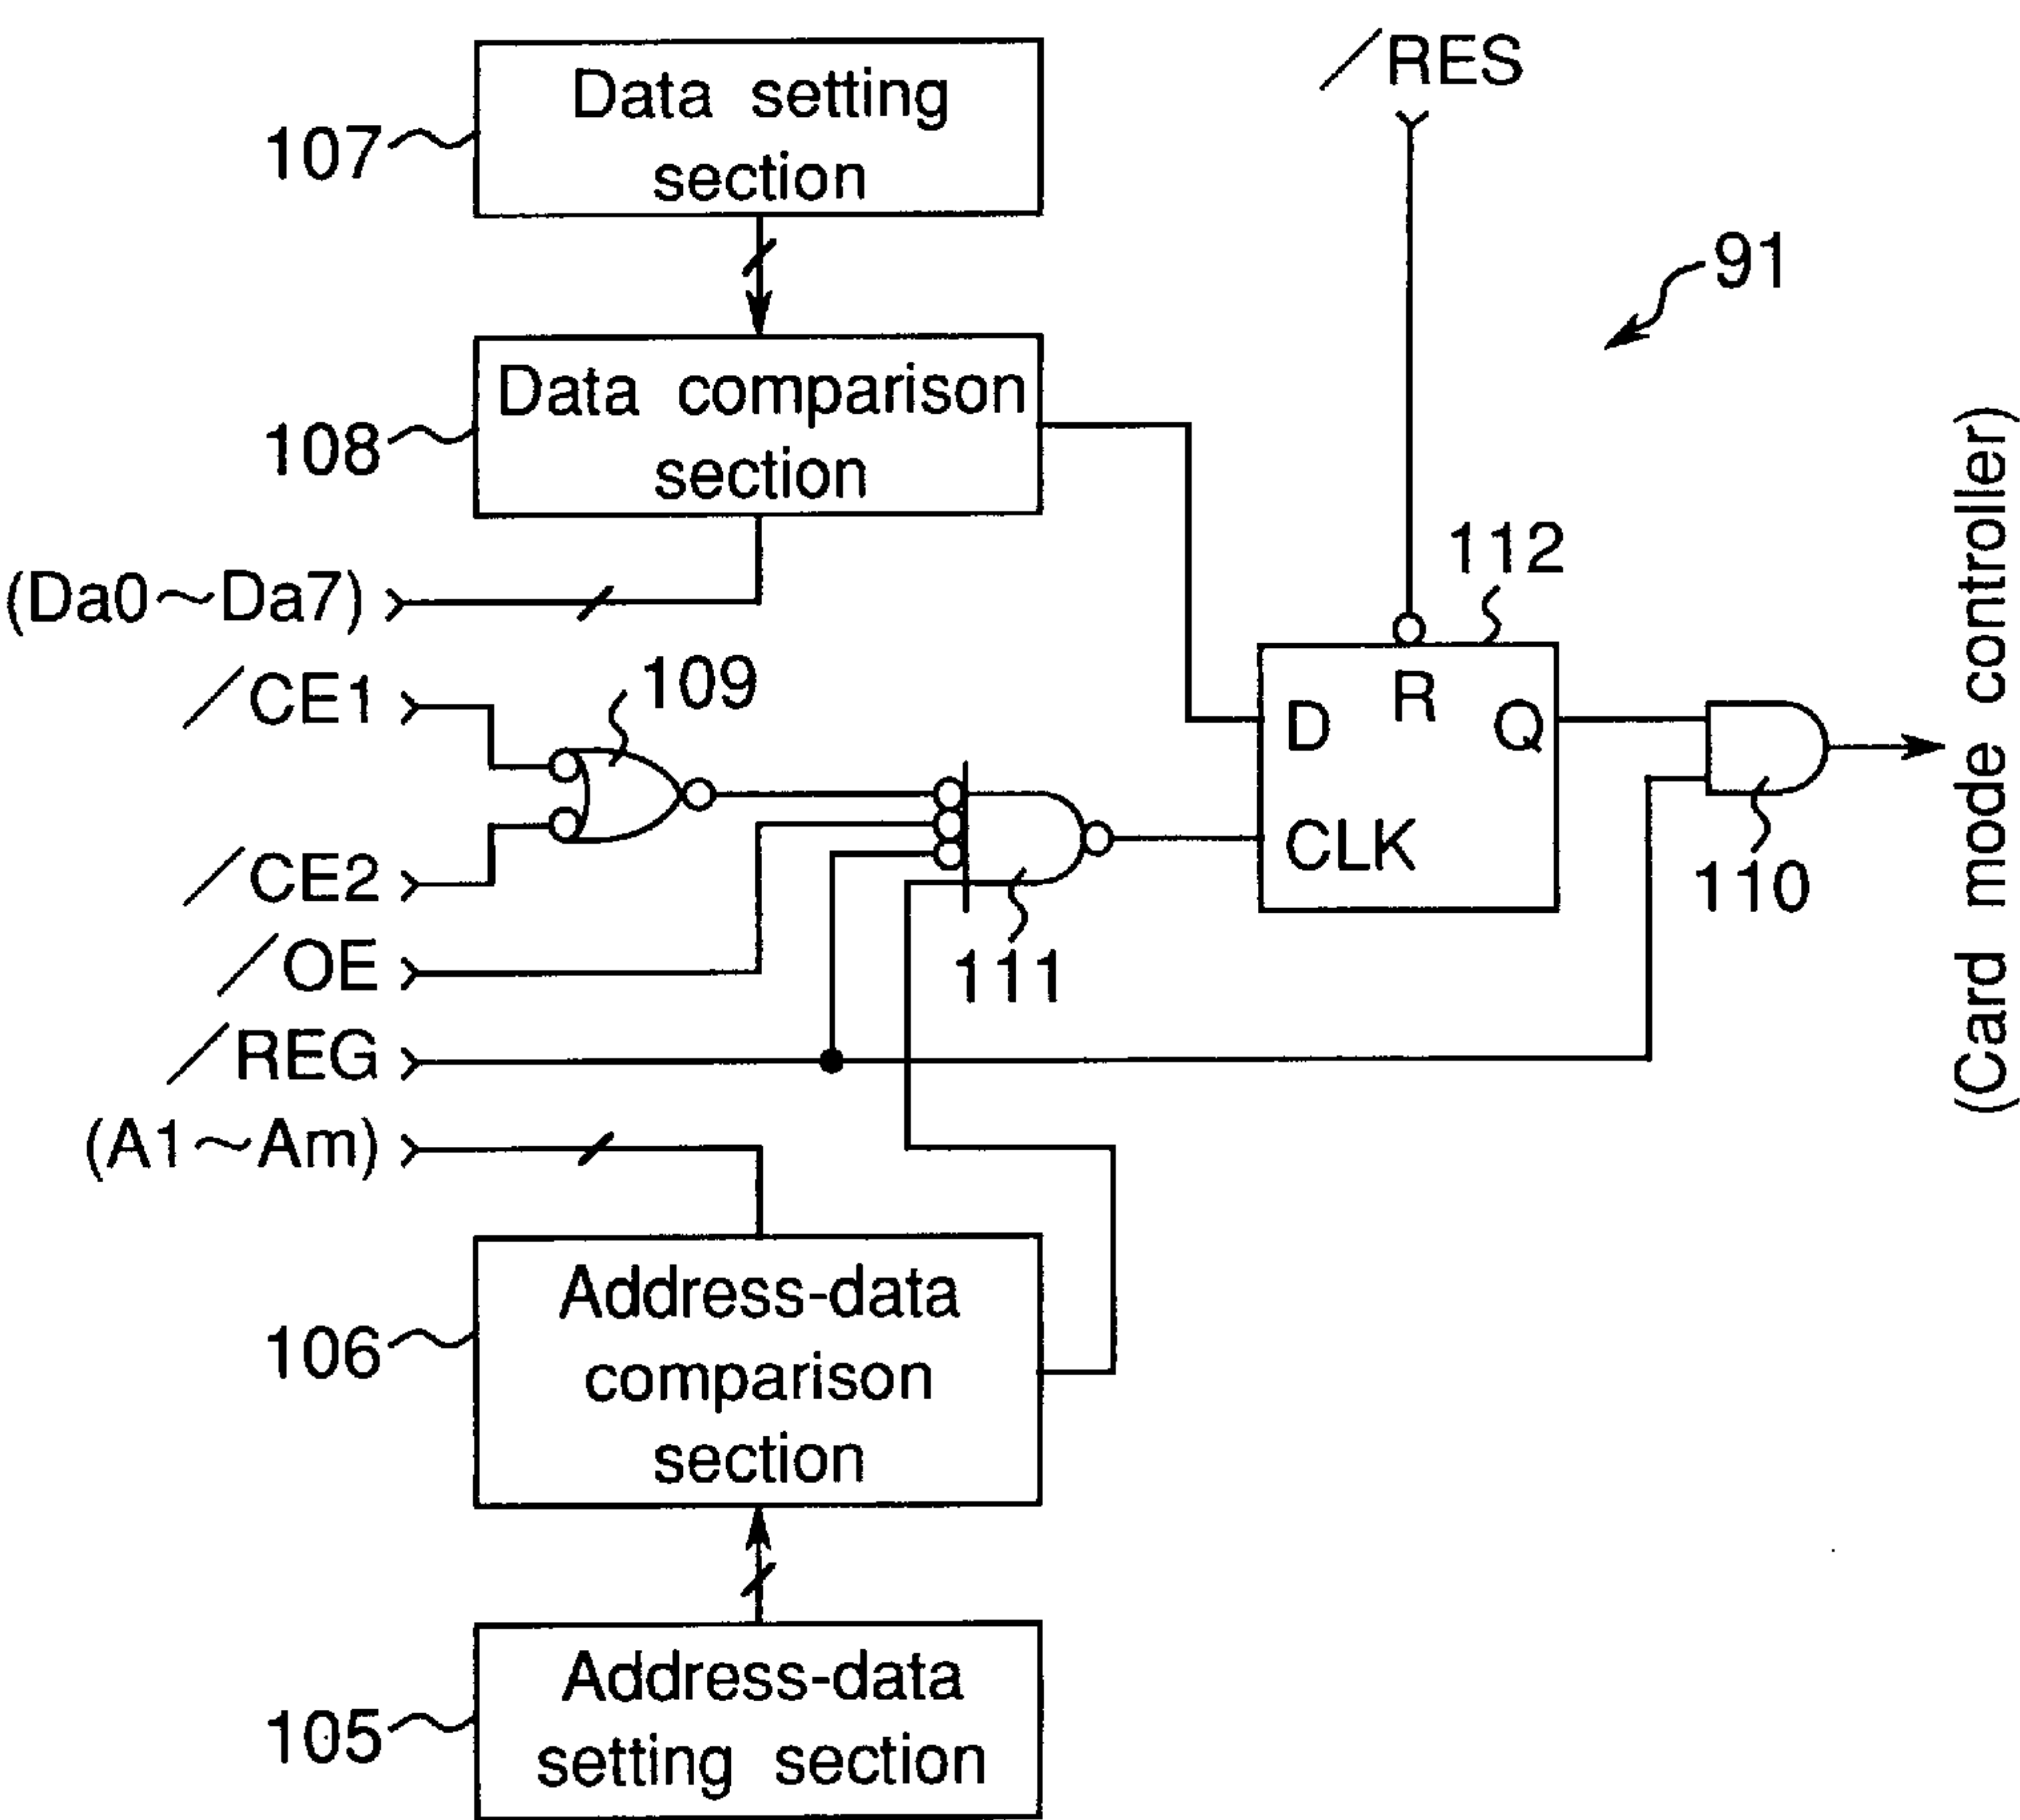 Data setting
section
107
／RES
91
Data comparison
section
108
(Da0～Da7)
112
／CE1
109
D
R
Q
／CE2
CLK
110
／OE
111
／REG
(A1～Am)
(Card mode controller)
Address-data
comparison
section
106
Address-data
setting section
105